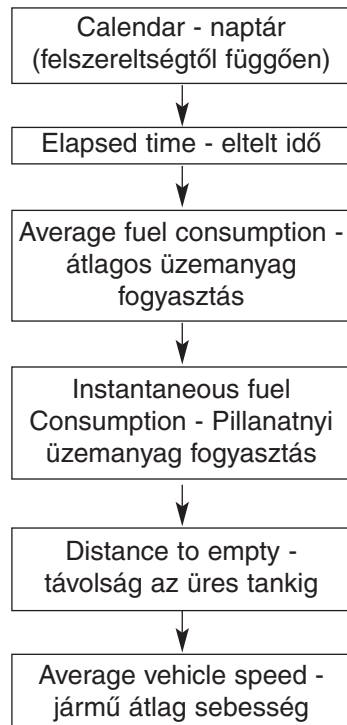 Calendar - naptár
(felszereltségtől függően)
Elapsed time - eltelt idő
Average fuel consumption -
átlagos üzemanyag
fogyasztás
Instantaneous fuel
Consumption - Pillanatnyi
üzemanyag fogyasztás
Distance to empty -
távolság az üres tankig
Average vehicle speed -
jármű átlag sebesség